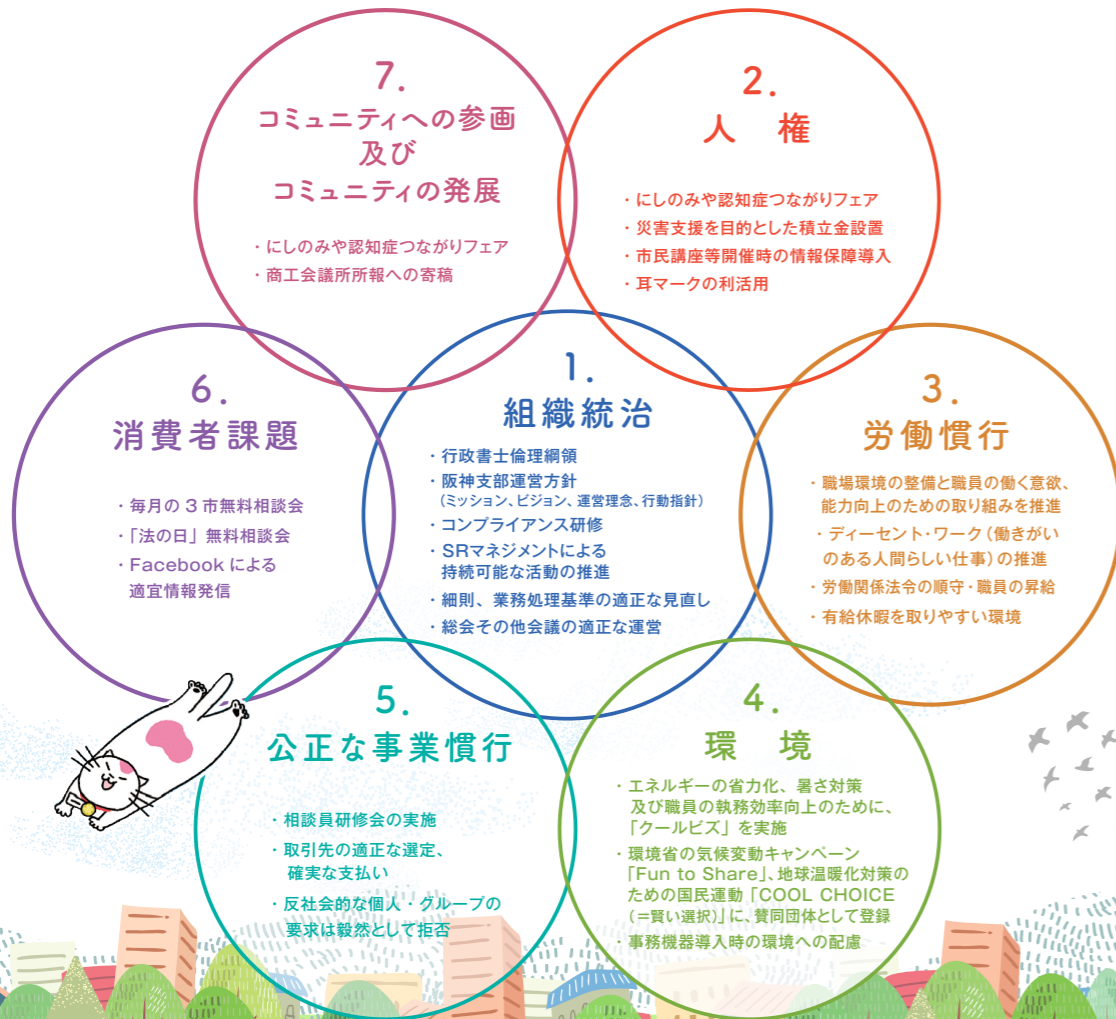 7.
コミュニティへの参画
及び
コミュニティの発展
・にしのみや認知症つながりフェア
・商工会議所所報への寄稿
2.
人　権
・にしのみや認知症つながりフェア
・災害支援を目的とした積立金設置
・市民講座等開催時の情報保障導入
・耳マークの利活用
6.
消費者課題
・毎月の 3 市無料相談会
・「法の日」無料相談会
・Facebook による
適宜情報発信
1.
組織統治
・行政書士倫理綱領
・阪神支部運営方針
（ミッション、ビジョン、運営理念、行動指針）
・コンプライアンス研修
・SRマネジメントによる
持続可能な活動の推進
・細則、業務処理基準の適正な見直し
・総会その他会議の適正な運営
3.
労働慣行
・職場環境の整備と職員の働く意欲、
能力向上のための取り組みを推進
・ディーセント・ワーク（働きがい
のある人間らしい仕事）の推進
・労働関係法令の順守・職員の昇給
・有給休暇を取りやすい環境
5.
公正な事業慣行
・相談員研修会の実施
・取引先の適正な選定、
確実な支払い
・反社会的な個人・グループの
要求は毅然として拒否
4.
環　境
・エネルギーの省力化、暑さ対策
及び職員の執務効率向上のために、
「クールビズ」を実施
・環境省の気候変動キャンペーン
「Fun to Share」、地球温暖化対策の
ための国民運動「COOL CHOICE
（＝賢い選択）」に、賛同団体として登録
・事務機器導入時の環境への配慮